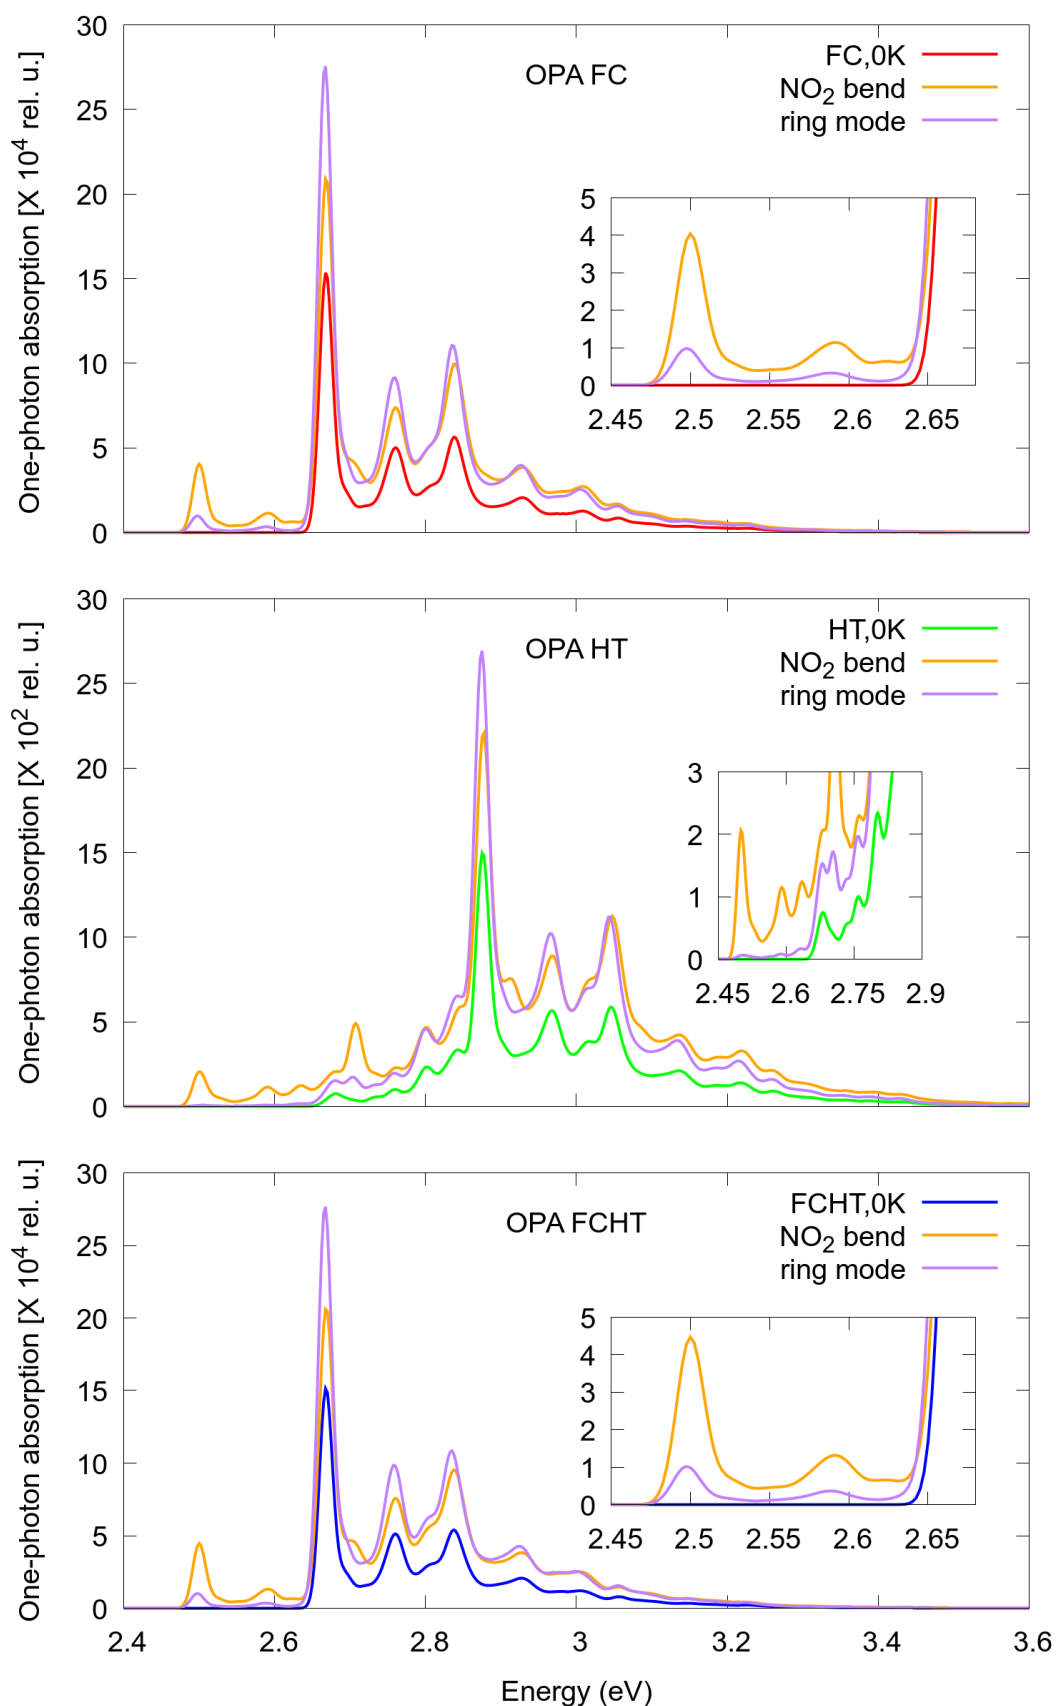 One-photon absorption [X 10⁴ rel. u.]
30
25
20
15
10
5
0
OPA FC
FC,0K
NO₂ bend
ring mode
5
4
3
2
1
0
2.45 2.5 2.55 2.6 2.65
One-photon absorption [X 10² rel. u.]
30
25
20
15
10
5
0
OPA HT
HT,0K
NO₂ bend
ring mode
3
2
1
0
2.45 2.6 2.75 2.9
One-photon absorption [X 10⁴ rel. u.]
30
25
20
15
10
5
0
OPA FCHT
FCHT,0K
NO₂ bend
ring mode
5
4
3
2
1
0
2.45 2.5 2.55 2.6 2.65
2.4 2.6 2.8 3 3.2 3.4 3.6
Energy (eV)